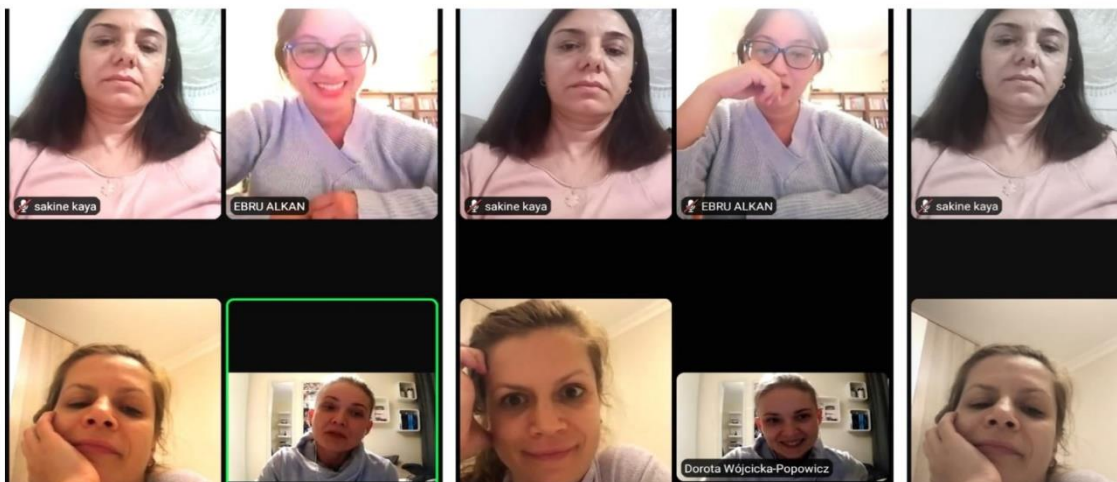 sakine kaya
EBRU ALKAN
sakine kaya
EBRU ALKAN
sakine kaya
Dorota Wójcicka-Popowicz